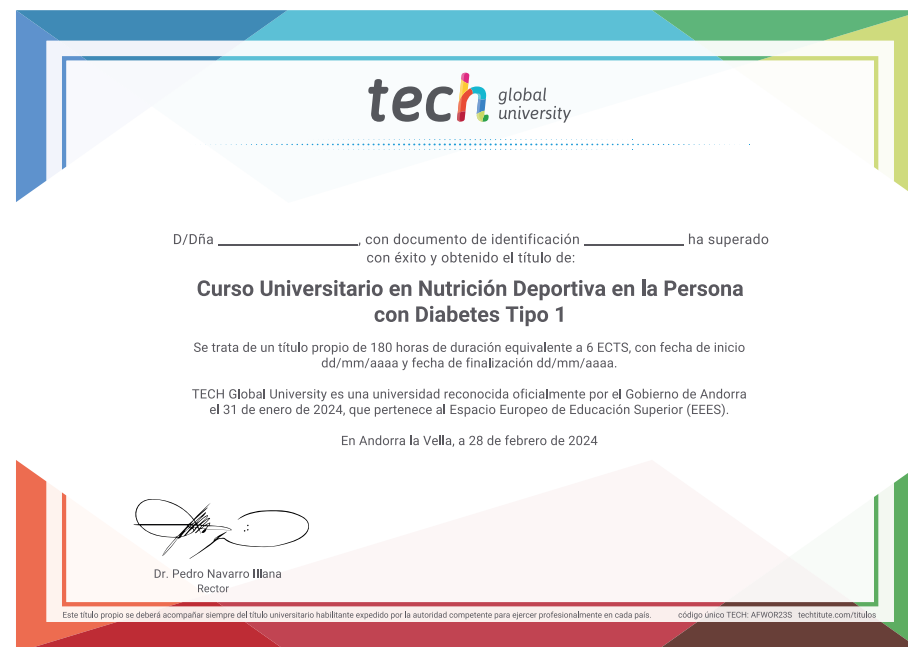 tech global university
D/Dña ____________________, con documento de identificación ______________ ha superado
con éxito y obtenido el título de:
Curso Universitario en Nutrición Deportiva en la Persona
con Diabetes Tipo 1
Se trata de un título propio de 180 horas de duración equivalente a 6 ECTS, con fecha de inicio
dd/mm/aaaa y fecha de finalización dd/mm/aaaa.
TECH Global University es una universidad reconocida oficialmente por el Gobierno de Andorra
el 31 de enero de 2024, que pertenece al Espacio Europeo de Educación Superior (EEES).
En Andorra la Vella, a 28 de febrero de 2024
Dr. Pedro Navarro Illana
Rector
Este título propio se deberá acompañar siempre del título universitario habilitante expedido por la autoridad competente para ejercer profesionalmente en cada país. código único TECH: AFWOR23S techtitute.com/titulos